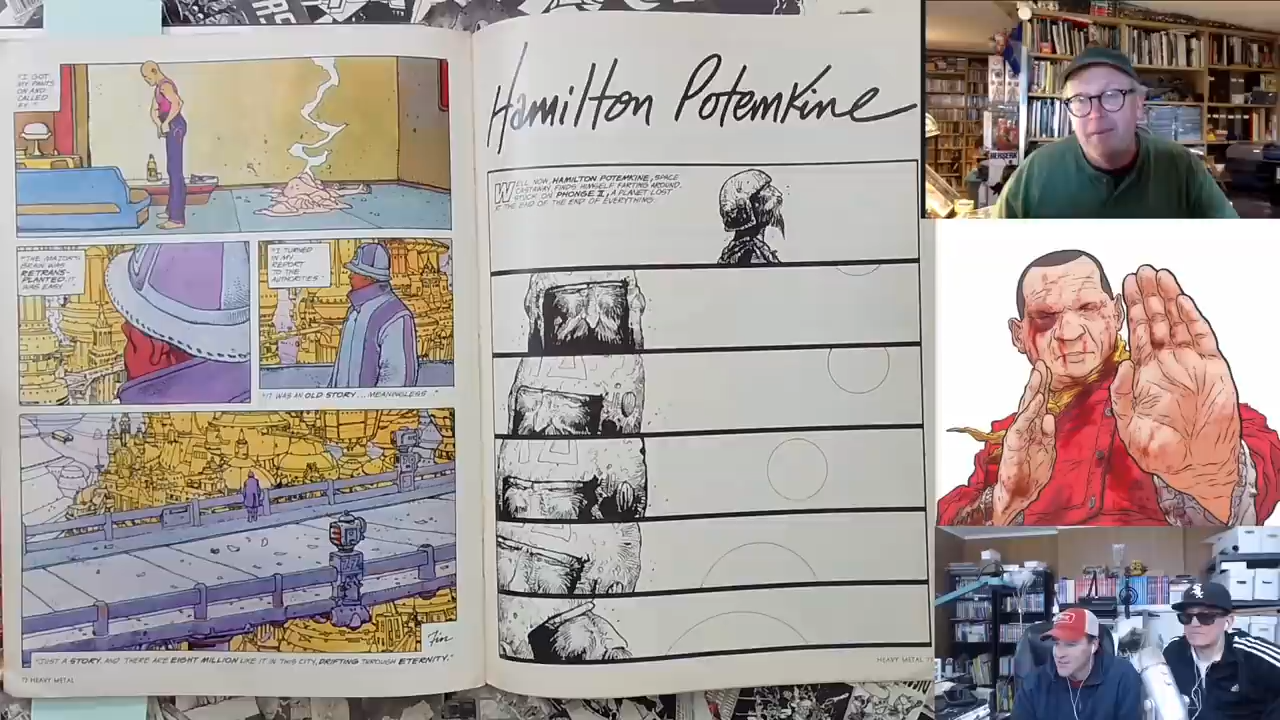 "I GOT
MY PANTS
ON AND
CALLED
"THE MAJOR'S
BRAIN WAS
RETRANS-
PLANTED. IT
WAS EASY.
"I TURNED
IN MY
REPORT
TO THE
AUTHORITIES."
"IT WAS AN OLD STORY...MEANINGLESS..."
Fin
"JUST A STORY. AND THERE ARE EIGHT MILLION LIKE IT IN THIS CITY, DRIFTING THROUGH ETERNITY."
HEAVY METAL
Hamilton Potemkine
WELL NOW, HAMILTON POTEMKINE, SPACE
CASTAWAY, FINDS HIMSELF FARTING AROUND,
STUCK ON PHONGE II, A PLANET LOST
THE END OF THE END OF EVERYTHING.
HEAVY METAL
BERSERK